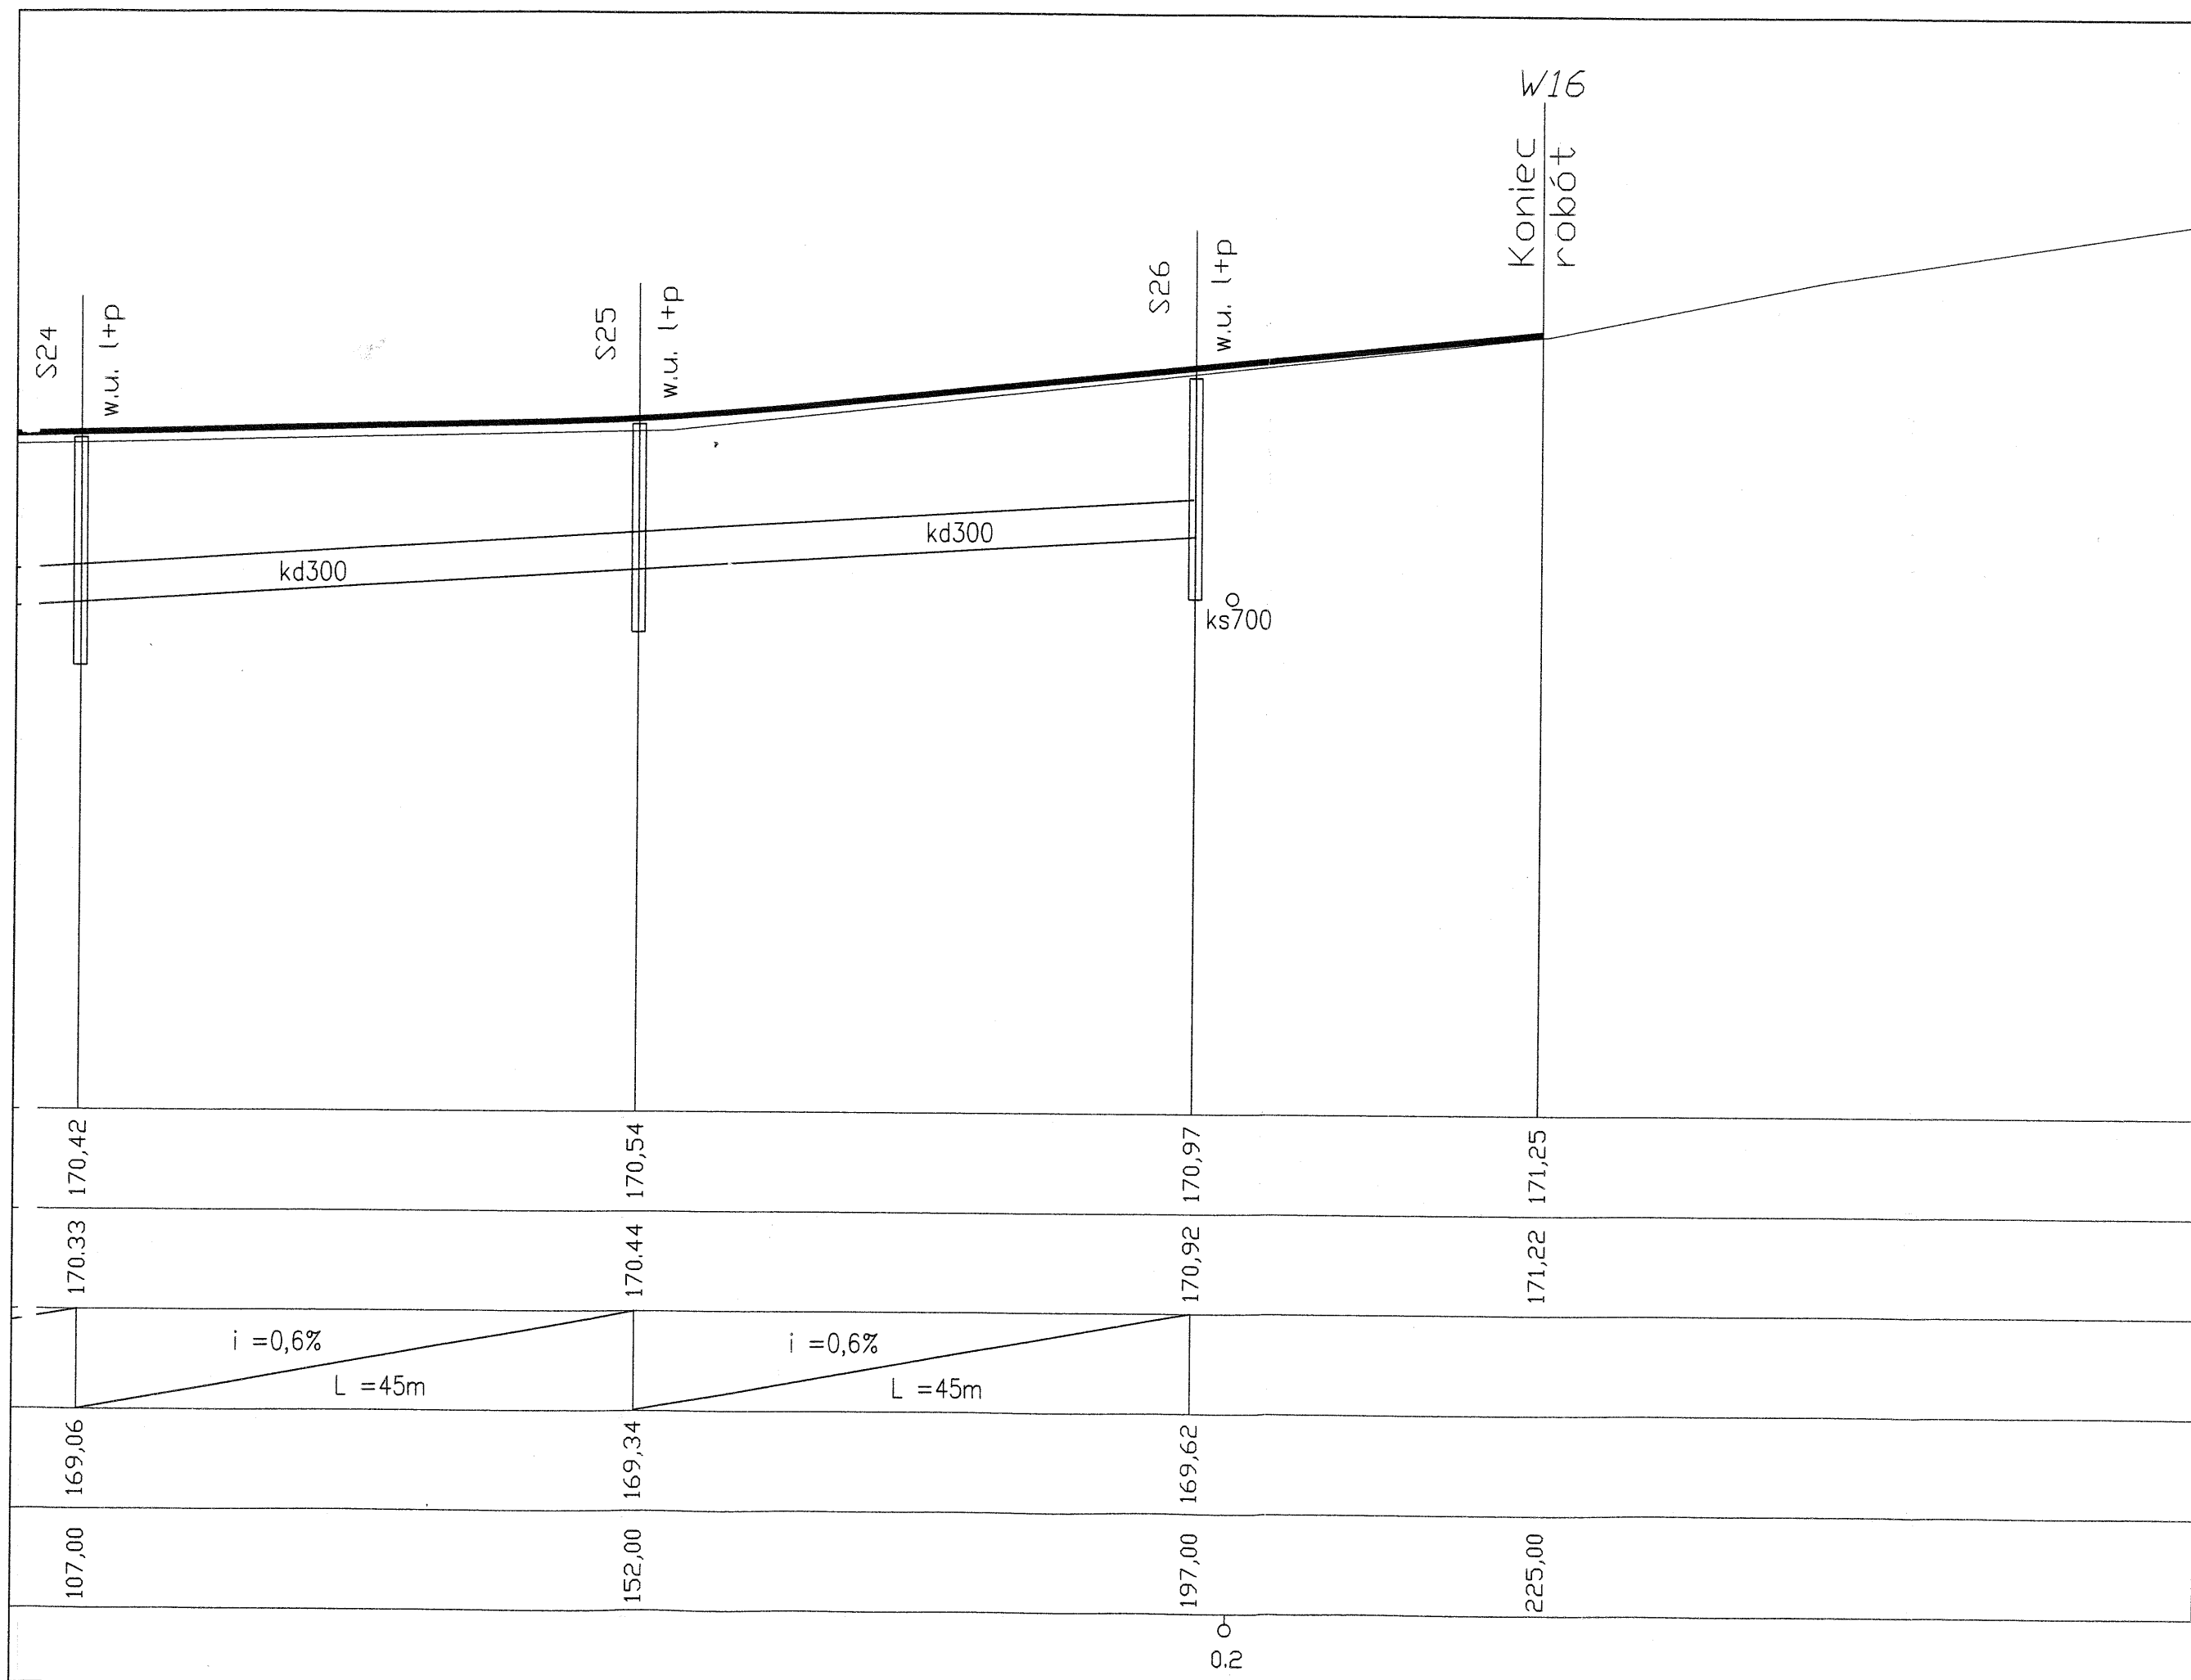 W16
Koniec
robót
S24
w.u. l+p
S25
w.u. l+p
S26
w.u. l+p
kd300
kd300
ks700
170,42
170,54
170,97
171,25
170.33
170.44
170,92
171,22
i =0,6%
L =45m
i =0,6%
L =45m
169,06
169,34
169,62
107,00
152,00
197,00
225,00
0.2